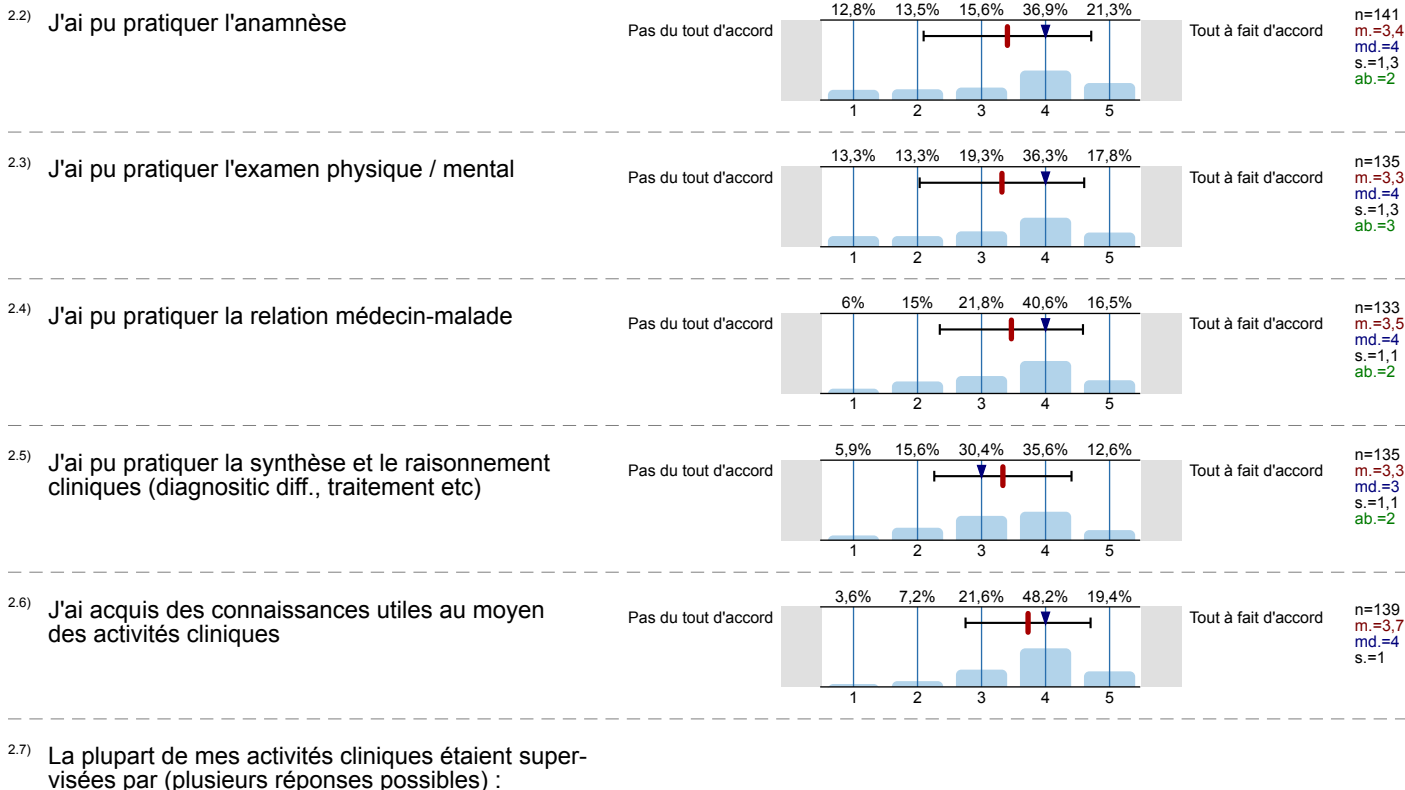 2.2) J'ai pu pratiquer l'anamnèse
12,8% 13,5% 15,6% 36,9% 21,3%
Pas du tout d'accord Tout à fait d'accord
1 2 3 4 5
n=141
m.=3,4
md.=4
s.=1,3
ab.=2
2.3) J'ai pu pratiquer l'examen physique / mental
13,3% 13,3% 19,3% 36,3% 17,8%
Pas du tout d'accord Tout à fait d'accord
1 2 3 4 5
n=135
m.=3,3
md.=4
s.=1,3
ab.=3
2.4) J'ai pu pratiquer la relation médecin-malade
6% 15% 21,8% 40,6% 16,5%
Pas du tout d'accord Tout à fait d'accord
1 2 3 4 5
n=133
m.=3,5
md.=4
s.=1,1
ab.=2
2.5) J'ai pu pratiquer la synthèse et le raisonnement
cliniques (diagnositic diff., traitement etc)
5,9% 15,6% 30,4% 35,6% 12,6%
Pas du tout d'accord Tout à fait d'accord
1 2 3 4 5
n=135
m.=3,3
md.=3
s.=1,1
ab.=2
2.6) J'ai acquis des connaissances utiles au moyen
des activités cliniques
3,6% 7,2% 21,6% 48,2% 19,4%
Pas du tout d'accord Tout à fait d'accord
1 2 3 4 5
n=139
m.=3,7
md.=4
s.=1
2.7) La plupart de mes activités cliniques étaient super-
visées par (plusieurs réponses possibles) :